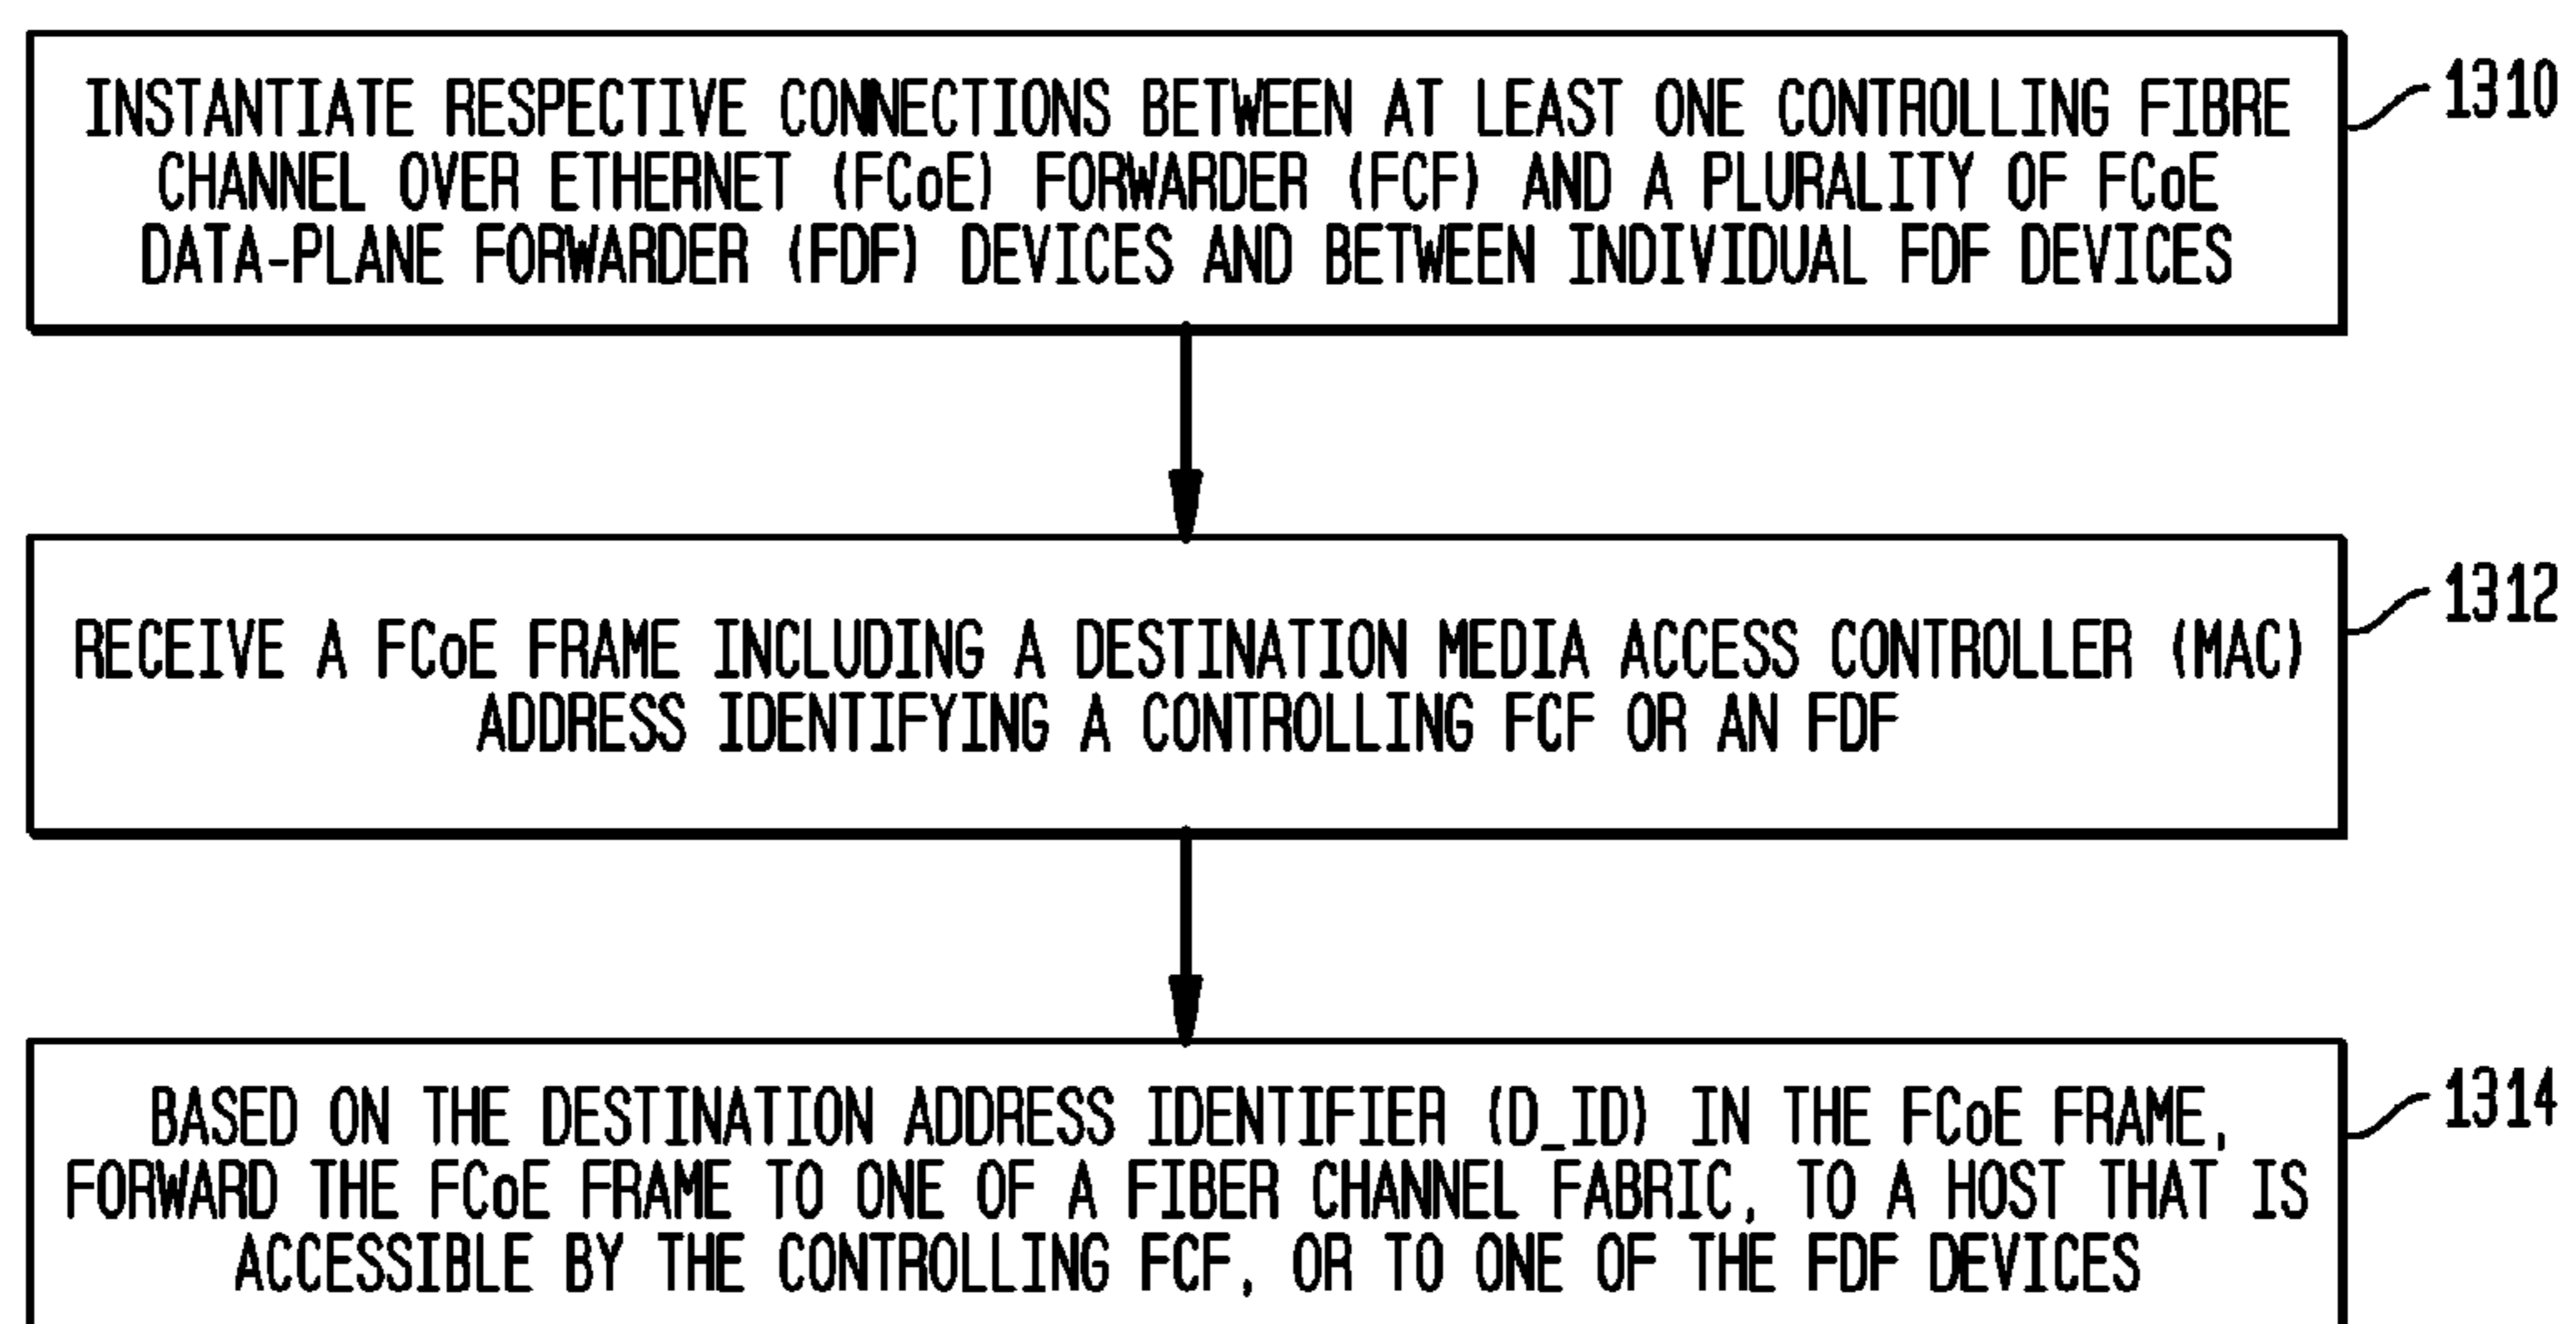 INSTANTIATE RESPECTIVE CONNECTIONS BETWEEN AT LEAST ONE CONTROLLING FIBRE
CHANNEL OVER ETHERNET (FCoE) FORWARDER (FCF) AND A PLURALITY OF FCoE
DATA-PLANE FORWARDER (FDF) DEVICES AND BETWEEN INDIVIDUAL FDF DEVICES
1310
RECEIVE A FCoE FRAME INCLUDING A DESTINATION MEDIA ACCESS CONTROLLER (MAC)
ADDRESS IDENTIFYING A CONTROLLING FCF OR AN FDF
1312
BASED ON THE DESTINATION ADDRESS IDENTIFIER (D_ID) IN THE FCoE FRAME,
FORWARD THE FCoE FRAME TO ONE OF A FIBER CHANNEL FABRIC, TO A HOST THAT IS
ACCESSIBLE BY THE CONTROLLING FCF, OR TO ONE OF THE FDF DEVICES
1314